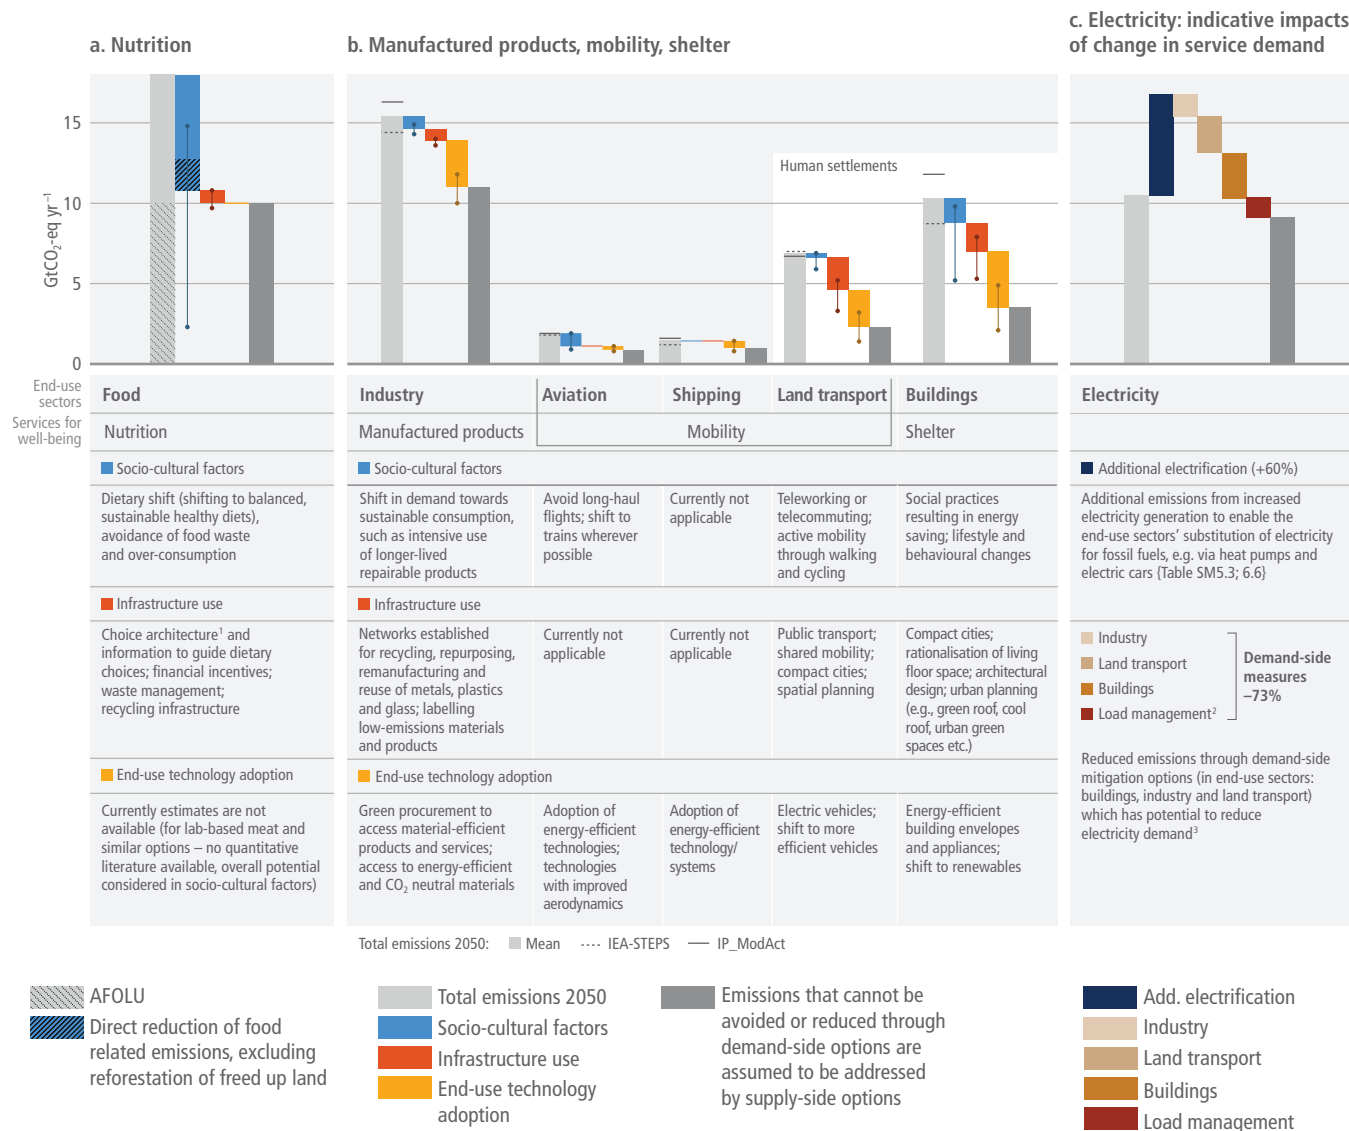 a. Nutrition
b. Manufactured products, mobility, shelter
c. Electricity: indicative impacts
of change in service demand
GtCO₂-eq yr⁻¹
15
10
5
0
Human settlements
End-use
sectors
Food
Industry
Aviation
Shipping
Land transport
Buildings
Electricity
Services for
well-being
Nutrition
Manufactured products
Mobility
Shelter
Socio-cultural factors
Socio-cultural factors
Additional electrification (+60%)
Dietary shift (shifting to balanced,
sustainable healthy diets),
avoidance of food waste
and over-consumption
Shift in demand towards
sustainable consumption,
such as intensive use
of longer-lived
repairable products
Avoid long-haul
flights; shift to
trains wherever
possible
Currently not
applicable
Teleworking or
telecommuting;
active mobility
through walking
and cycling
Social practices
resulting in energy
saving; lifestyle and
behavioural changes
Additional emissions from increased
electricity generation to enable the
end-use sectors' substitution of electricity
for fossil fuels, e.g. via heat pumps and
electric cars {Table SM5.3; 6.6}
Infrastructure use
Infrastructure use
Choice architecture¹ and
information to guide dietary
choices; financial incentives;
waste management;
recycling infrastructure
Networks established
for recycling, repurposing,
remanufacturing and
reuse of metals, plastics
and glass; labelling
low-emissions materials
and products
Currently not
applicable
Currently not
applicable
Public transport;
shared mobility;
compact cities;
spatial planning
Compact cities;
rationalisation of living
floor space; architectural
design; urban planning
(e.g., green roof, cool
roof, urban green
spaces etc.)
Industry
Land transport
Buildings
Load management²
Demand-side
measures
–73%
End-use technology adoption
End-use technology adoption
Currently estimates are not
available (for lab-based meat and
similar options – no quantitative
literature available, overall potential
considered in socio-cultural factors)
Green procurement to
access material-efficient
products and services;
access to energy-efficient
and CO₂ neutral materials
Adoption of
energy-efficient
technologies;
technologies
with improved
aerodynamics
Adoption of
energy-efficient
technology/
systems
Electric vehicles;
shift to more
efficient vehicles
Energy-efficient
building envelopes
and appliances;
shift to renewables
Reduced emissions through demand-side
mitigation options (in end-use sectors:
buildings, industry and land transport)
which has potential to reduce
electricity demand³
Total emissions 2050:
Mean
IEA-STEPS
IP_ModAct
AFOLU
Direct reduction of food
related emissions, excluding
reforestation of freed up land
Total emissions 2050
Socio-cultural factors
Infrastructure use
End-use technology
adoption
Emissions that cannot be
avoided or reduced through
demand-side options are
assumed to be addressed
by supply-side options
Add. electrification
Industry
Land transport
Buildings
Load management